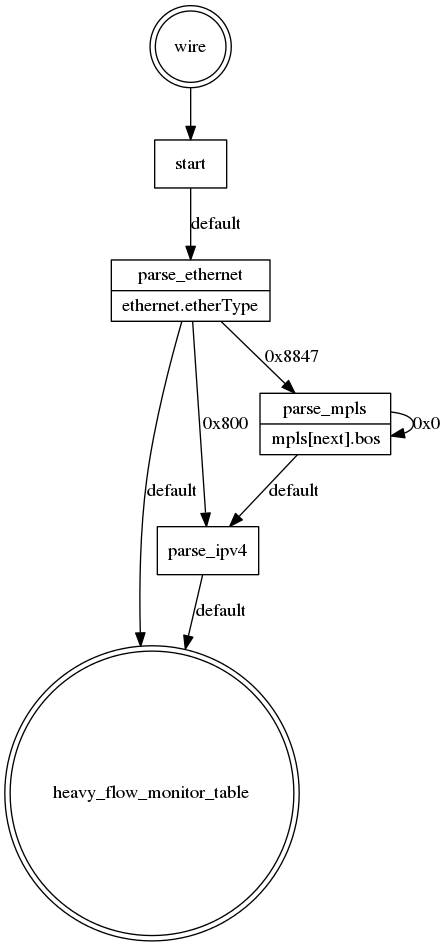 wire
start
default
parse_ethernet
ethernet.etherType
0x8847
parse_mpls
mpls[next].bos
0x0
0x800
default
default
parse_ipv4
default
heavy_flow_monitor_table